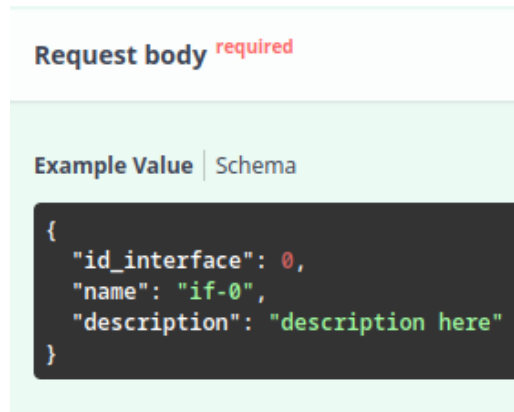 Request body required
Example Value Schema
{
"id_interface": 0,
"name": "if-0",
"description": "description here"
}